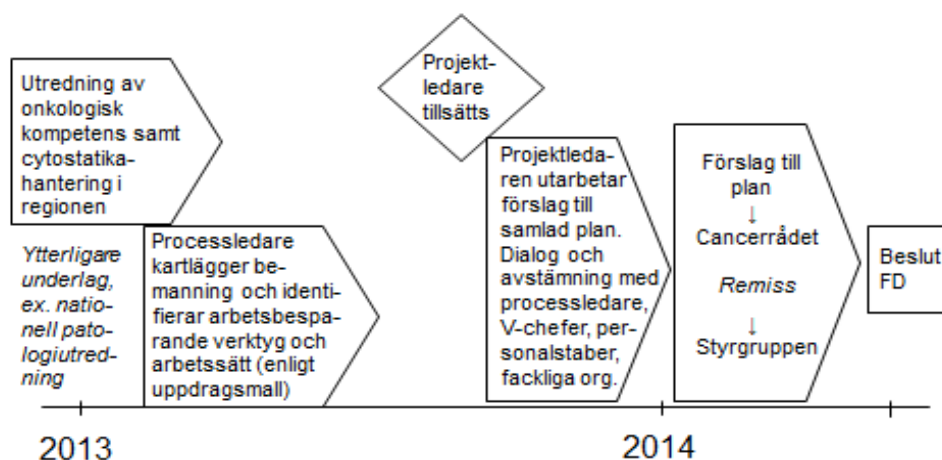 Utredning av
onkologisk
kompetens samt
cytostatika-
hantering i
regionen
Ytterligare
underlag,
ex. natio-
nell pato-
logiutred-
ning
Processledare
kartlägger be-
manning och identi-
fierar arbetsbespa-
rande verktyg och
arbetssätt (enligt
uppdragsmall)
Projekt-
ledare
tillsätts
Projektleda-
ren utarbetar
förslag till
samlad plan.
Dialog och
avstämning med
processledare,
V-chefer, per-
sonalstaber,
fackliga org.
Förslag till
plan
↓
Cancerrådet
Remiss
↓
Styrgruppen
Beslut
FD
2013
2014